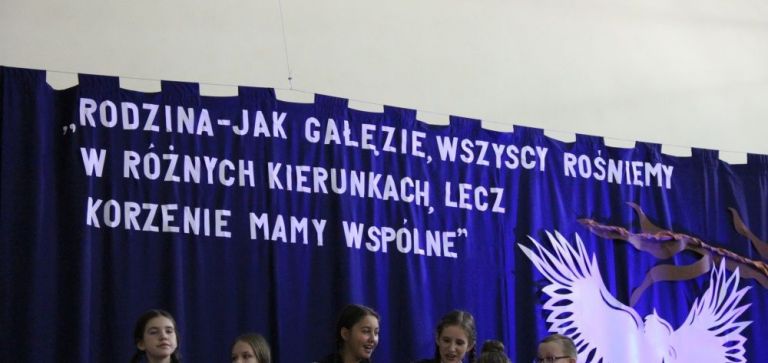 „RODZINA-JAK GAŁĘZIE, WSZYSCY ROŚNIEMY
W RÓŻNYCH KIERUNKACH, LECZ
KORZENIE MAMY WSPÓLNE”